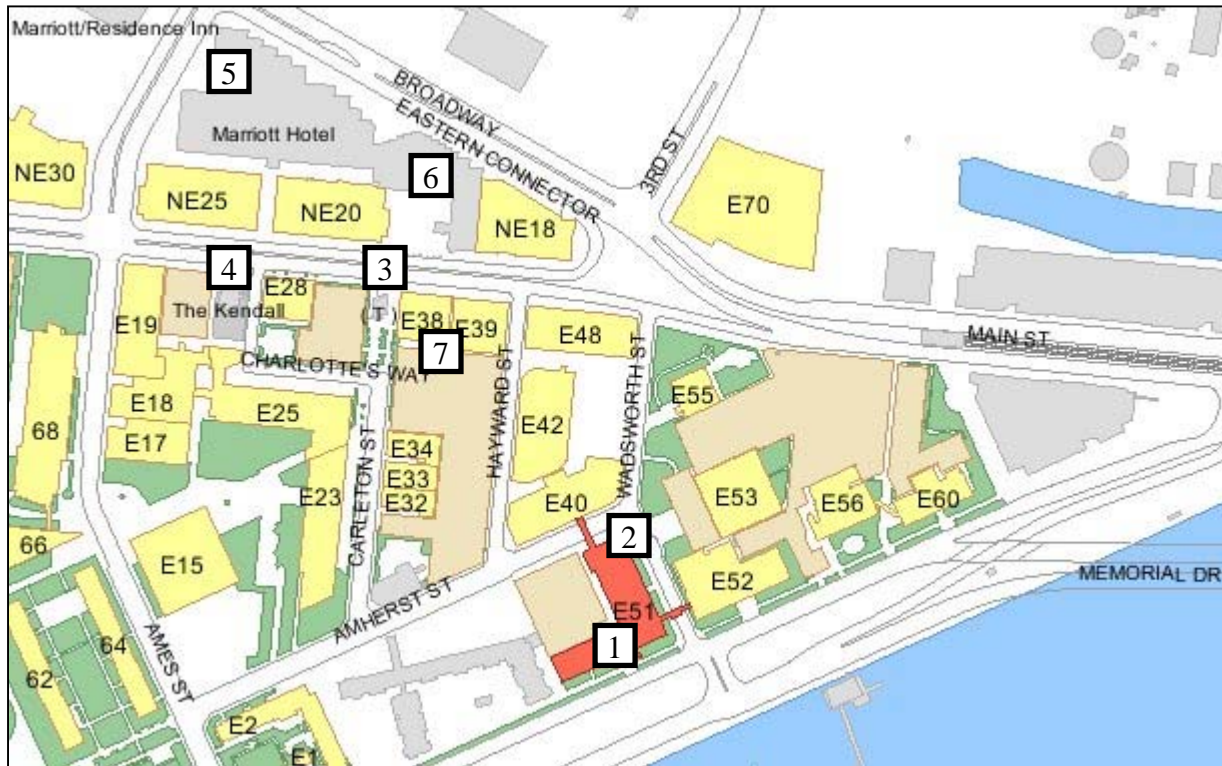 Marriott/Residence Inn
5
BROADWAY
EASTERN CONNECTOR
3RD ST
Marriott Hotel
6
NE30
NE25
NE20
NE18
E70
4
3
E28
The Kendall
( T )
E38
E39
E48
E19
7
MAIN ST
CHARLOTTE'S WAY
HAYWARD ST
WADSWORTH ST
E55
E18
E25
E42
68
E17
E34
E33
E32
CARLETON ST
E23
E40
E53
E56
E60
2
66
E15
E52
MEMORIAL DR
AMHERST ST
E51
1
64
62
AMES ST
E2
E1